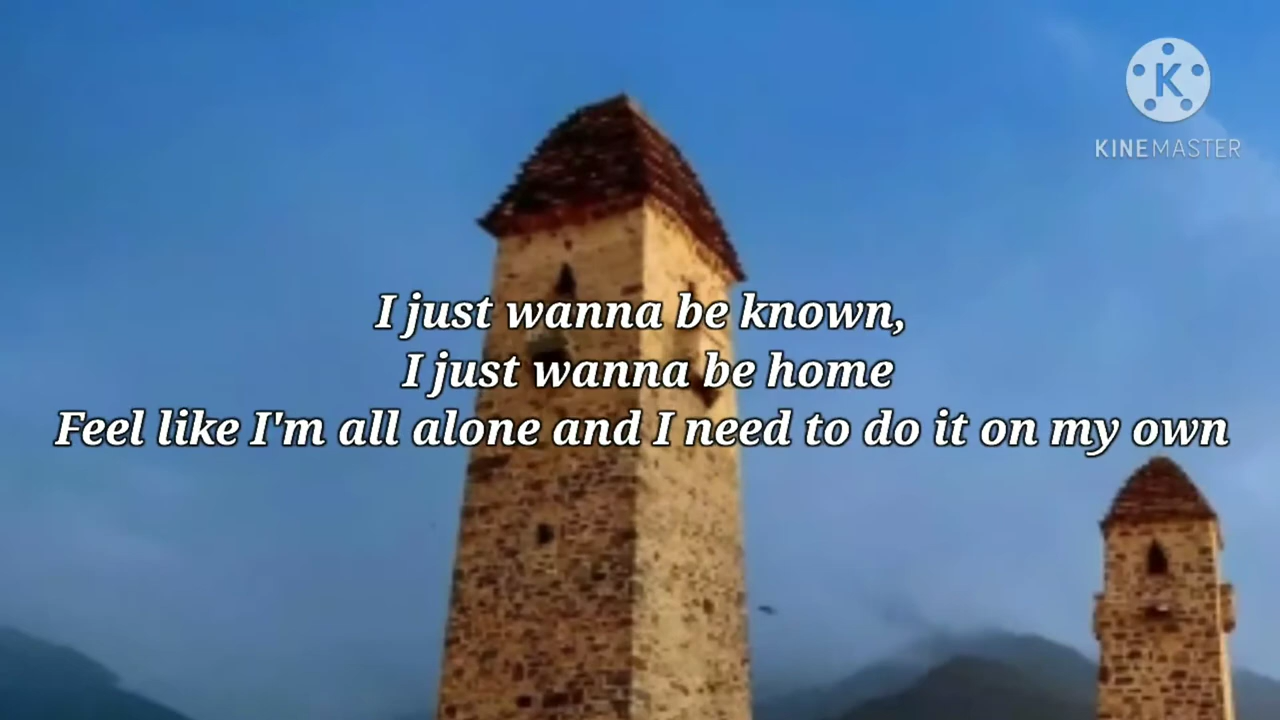 K
KINEMASTER
I just wanna be known,
I just wanna be home
Feel like I'm all alone and I need to do it on my own